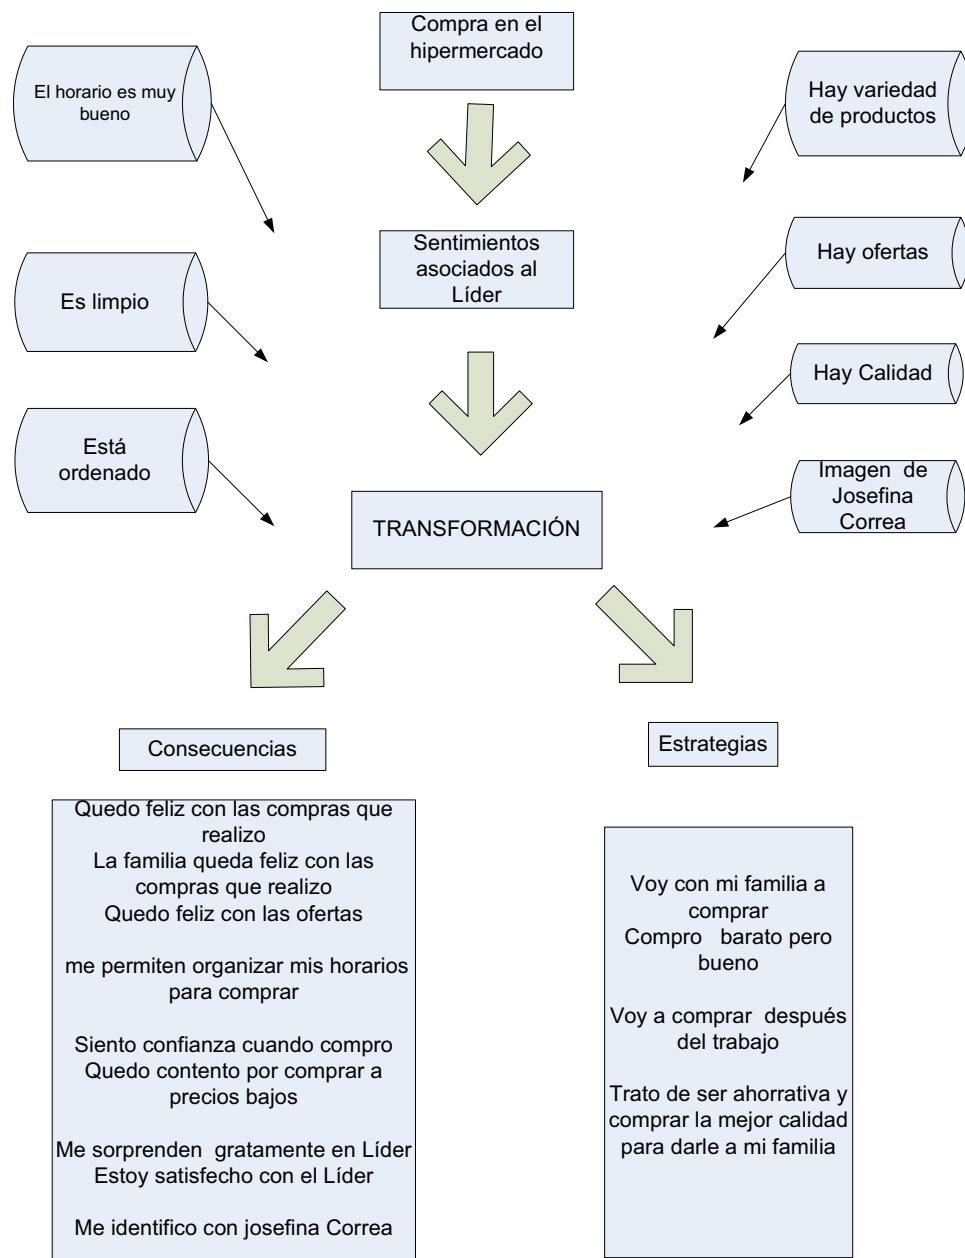 Compra en el
hipermercado
El horario es muy
bueno
Hay variedad
de productos
Sentimientos
asociados al
Líder
Hay ofertas
Es limpio
Hay Calidad
Está
ordenado
Imagen de
Josefina
Correa
TRANSFORMACIÓN
Consecuencias
Estrategias
Quedo feliz con las compras que
realizo
La familia queda feliz con las
compras que realizo
Quedo feliz con las ofertas
me permiten organizar mis horarios
para comprar
Siento confianza cuando compro
Quedo contento por comprar a
precios bajos
Me sorprenden gratamente en Líder
Estoy satisfecho con el Líder
Me identifico con josefina Correa
Voy con mi familia a
comprar
Compro barato pero
bueno
Voy a comprar después
del trabajo
Trato de ser ahorrativa y
comprar la mejor calidad
para darle a mi familia